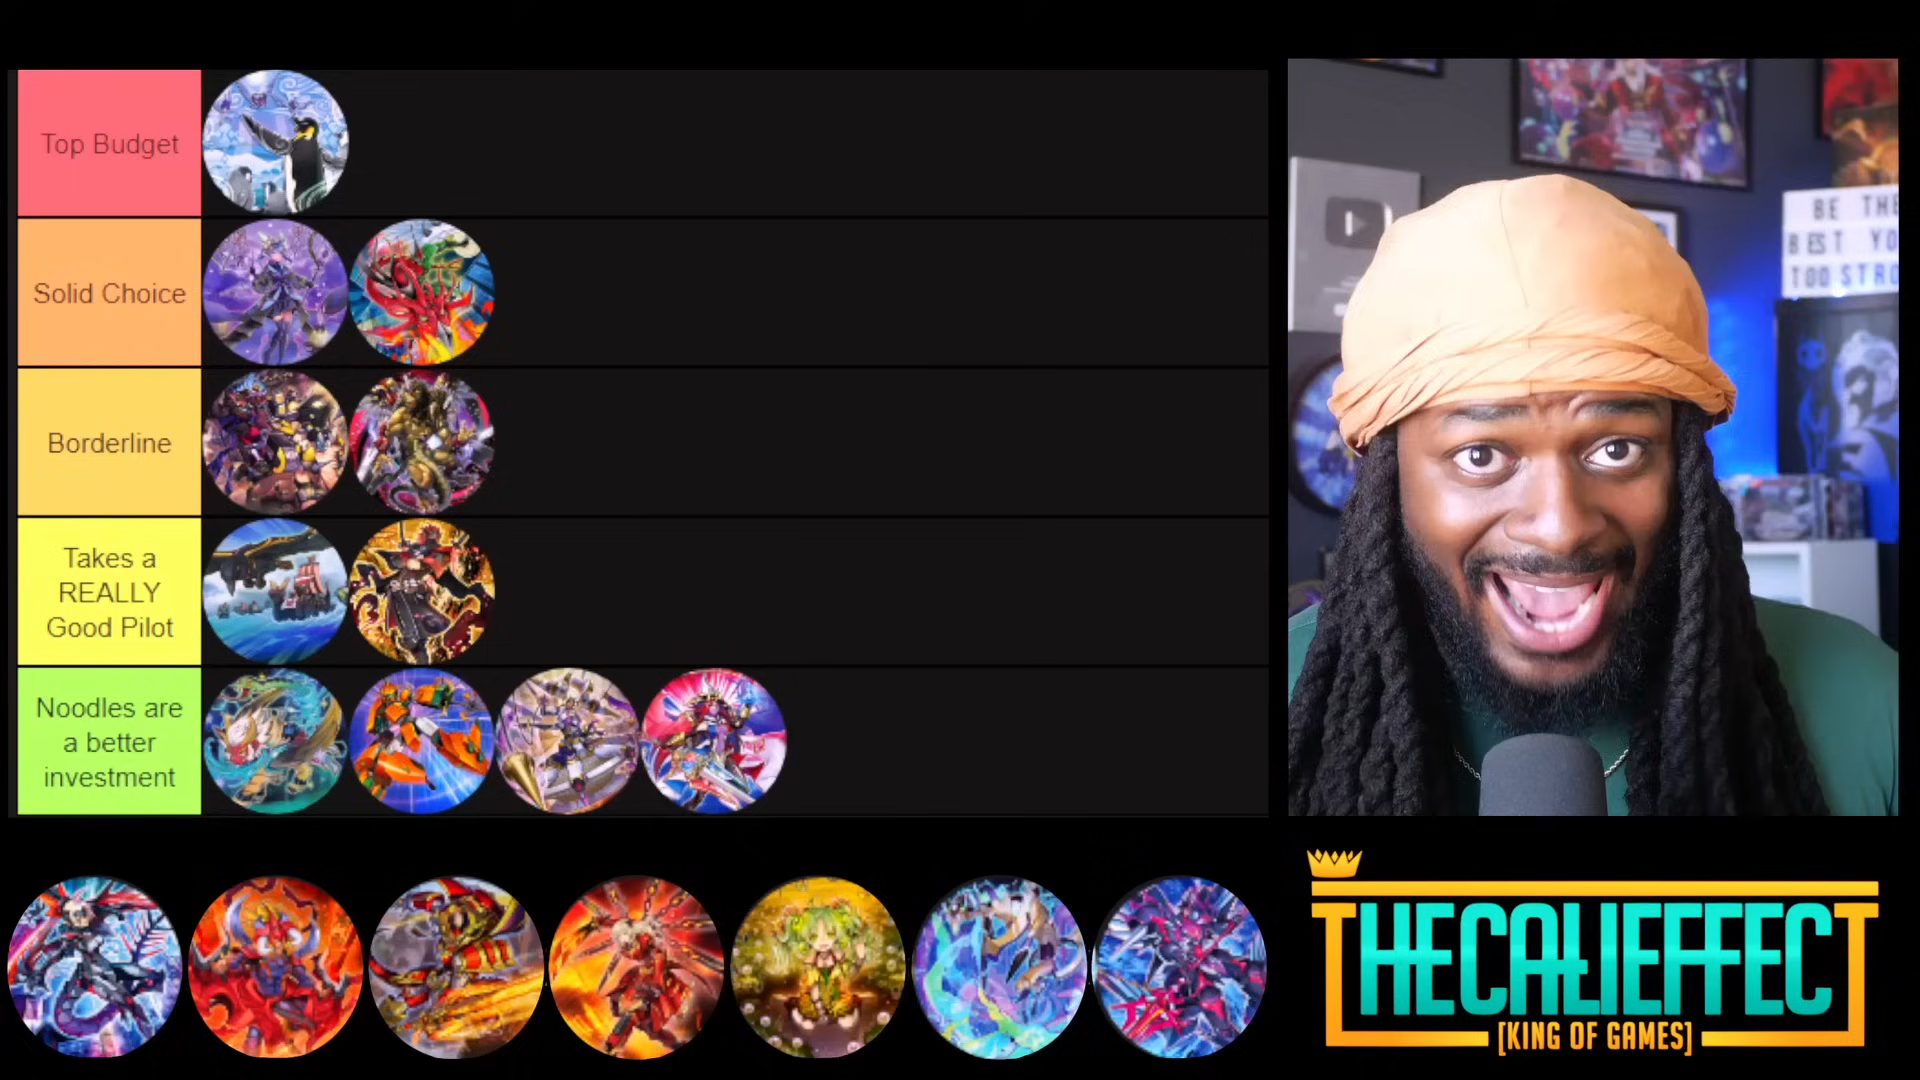 Top Budget
Solid Choice
Borderline
Takes a
REALLY
Good Pilot
Noodles are
a better
investment
BE THE
BEST YO
TOO STRO
THECALIEFFECT
[KING OF GAMES]